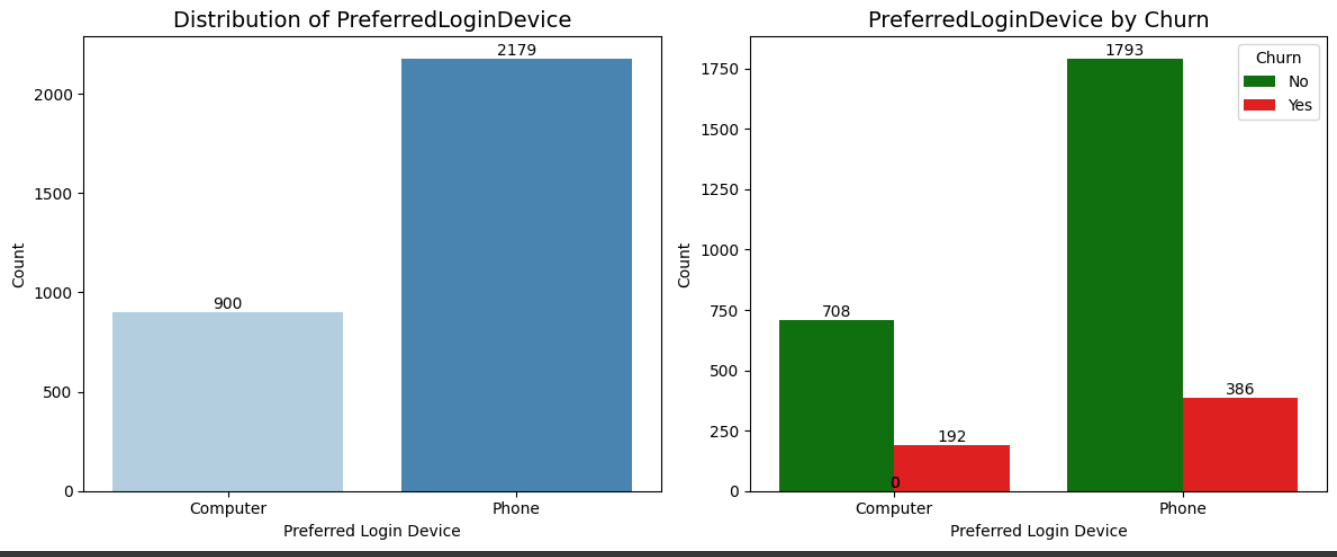 Distribution of PreferredLoginDevice
2179
2000
1500
1000
900
500
0
Count
Computer
Phone
Preferred Login Device
PreferredLoginDevice by Churn
1793
1750
1500
1250
1000
750
708
500
386
250
192
0
0
Count
Churn
No
Yes
Computer
Phone
Preferred Login Device